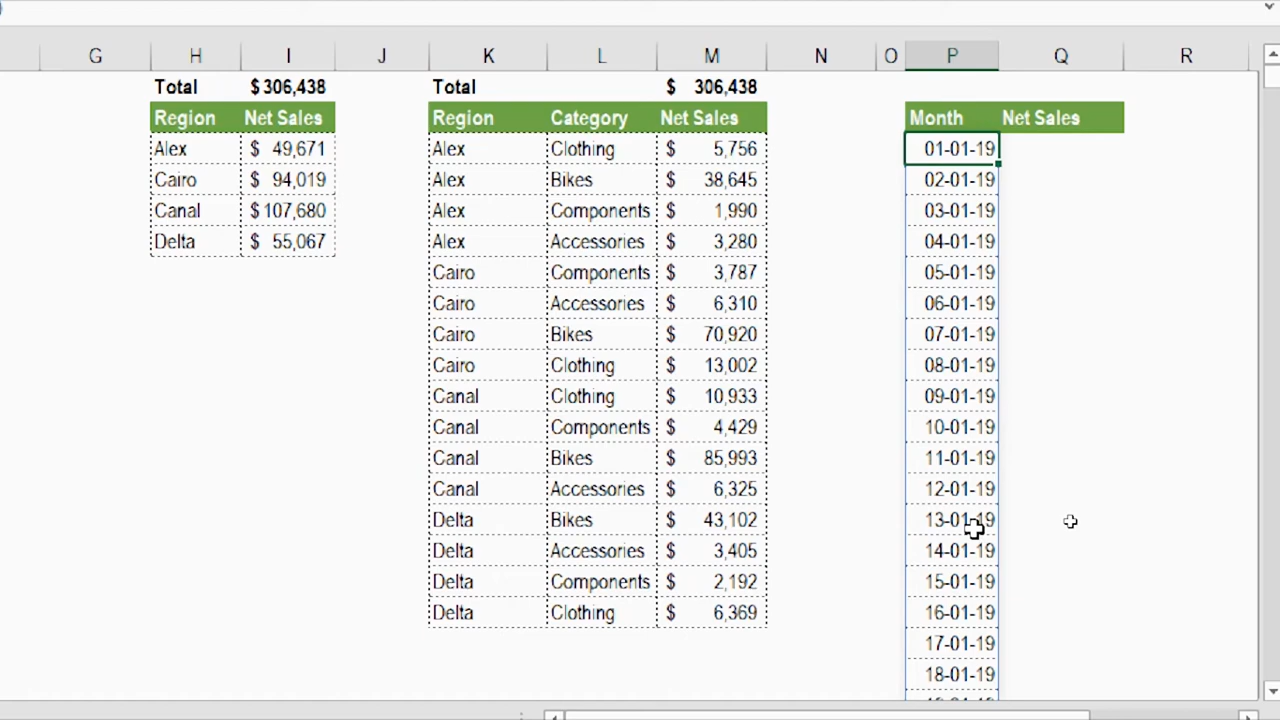 G H I J K L M N O P Q R
Total $ 306,438 Total $ 306,438
Region Net Sales Region Category Net Sales Month Net Sales
Alex $ 49,671 Alex Clothing $ 5,756 01-01-19
Cairo $ 94,019 Alex Bikes $ 38,645 02-01-19
Canal $ 107,680 Alex Components $ 1,990 03-01-19
Delta $ 55,067 Alex Accessories $ 3,280 04-01-19
Cairo Components $ 3,787 05-01-19
Cairo Accessories $ 6,310 06-01-19
Cairo Bikes $ 70,920 07-01-19
Cairo Clothing $ 13,002 08-01-19
Canal Clothing $ 10,933 09-01-19
Canal Components $ 4,429 10-01-19
Canal Bikes $ 85,993 11-01-19
Canal Accessories $ 6,325 12-01-19
Delta Bikes $ 43,102 13-01-19
Delta Accessories $ 3,405 14-01-19
Delta Components $ 2,192 15-01-19
Delta Clothing $ 6,369 16-01-19
17-01-19
18-01-19